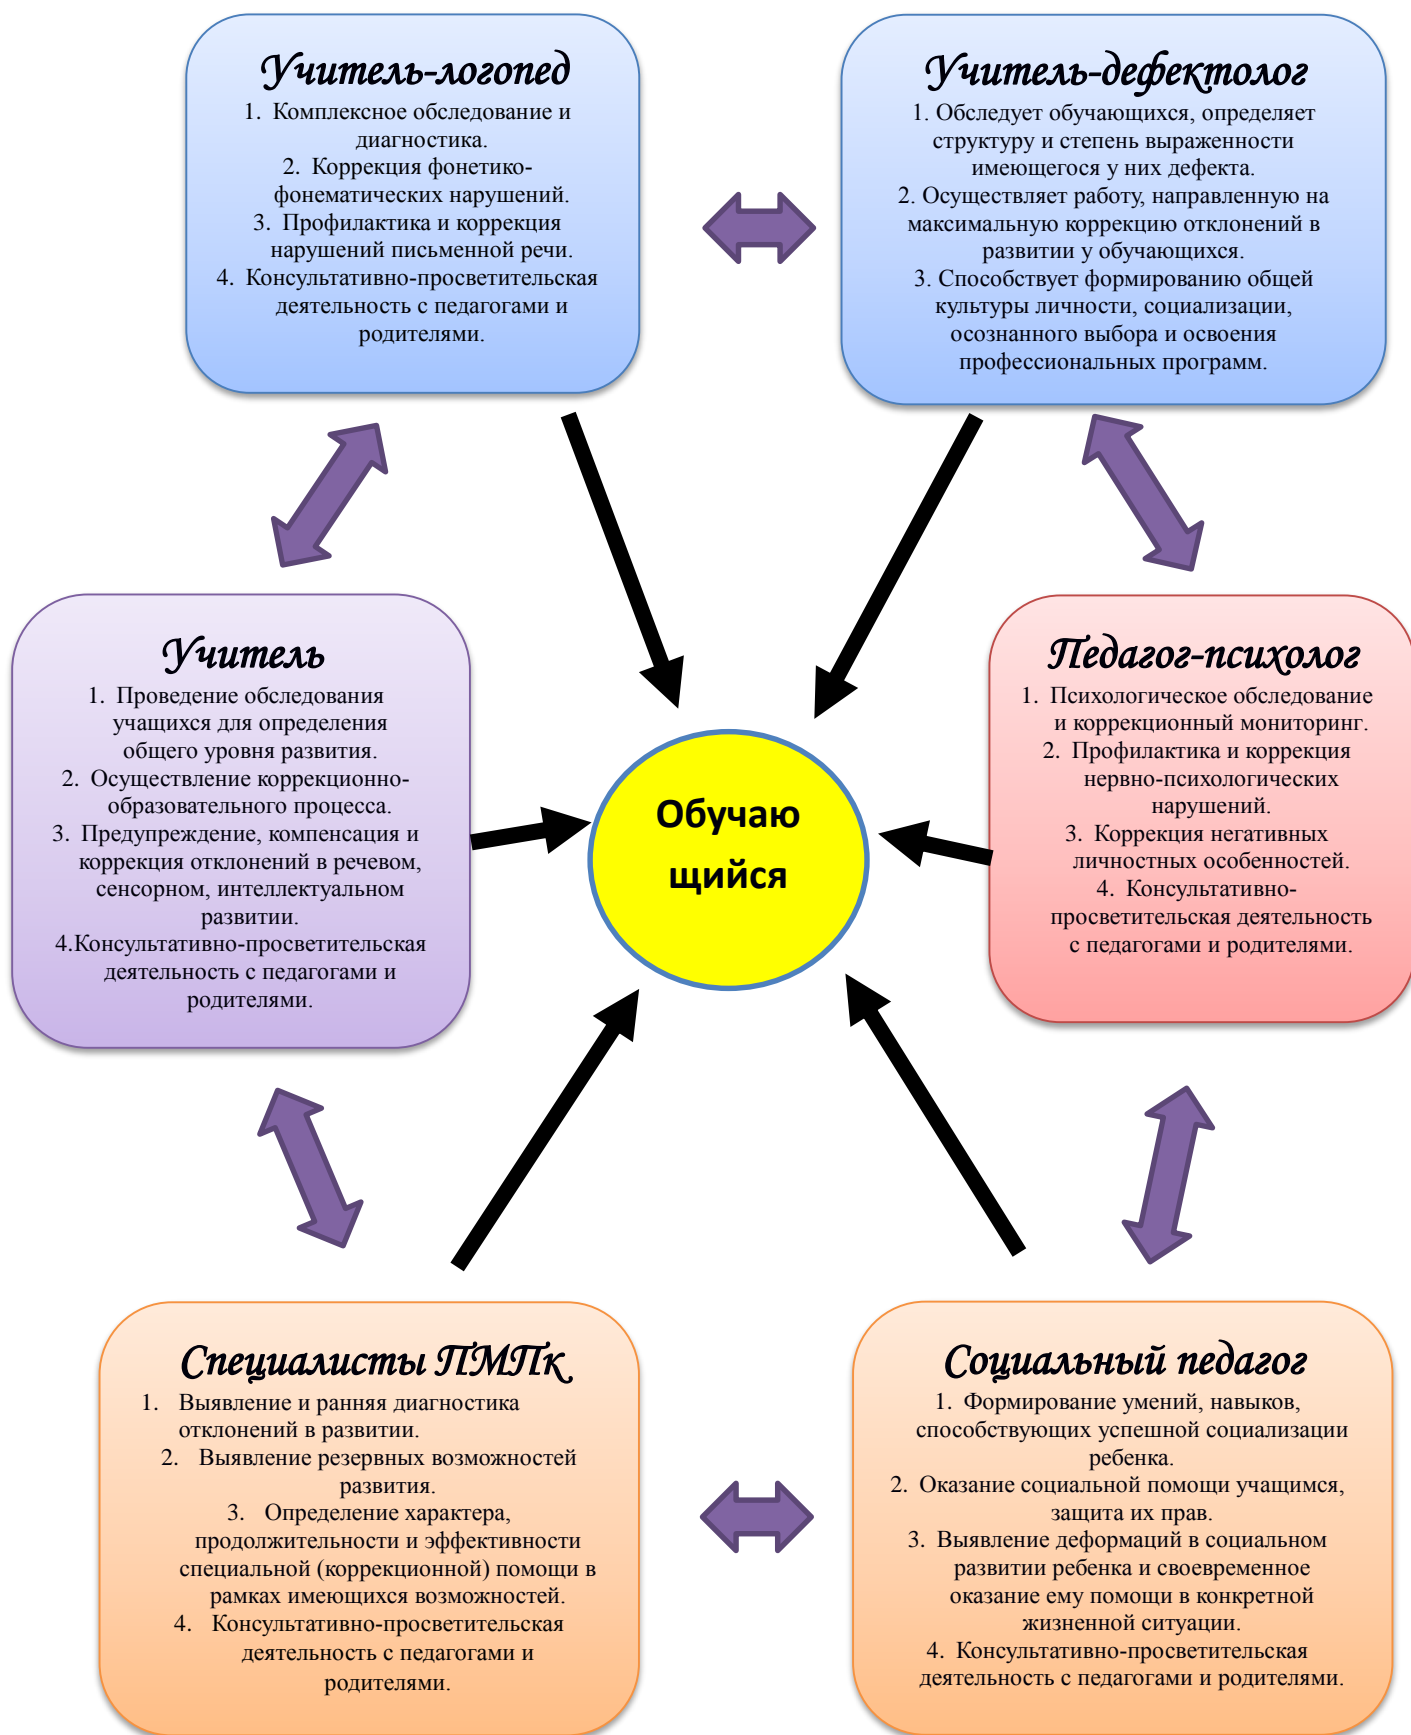 Учитель-логопед
1. Комплексное обследование и
диагностика.
2. Коррекция фонетико-
фонематических нарушений.
3. Профилактика и коррекция
нарушений письменной речи.
4. Консультативно-просветительская
деятельность с педагогами и
родителями.
Учитель-дефектолог
1. Обследует обучающихся, определяет
структуру и степень выраженности
имеющегося у них дефекта.
2. Осуществляет работу, направленную на
максимальную коррекцию отклонений в
развитии у обучающихся.
3. Способствует формированию общей
культуры личности, социализации,
осознанного выбора и освоения
профессиональных программ.
Учитель
1. Проведение обследования
учащихся для определения
общего уровня развития.
2. Осуществление коррекционно-
образовательного процесса.
3. Предупреждение, компенсация и
коррекция отклонений в речевом,
сенсорном, интеллектуальном
развитии.
4.Консультативно-просветительская
деятельность с педагогами и
родителями.
Обучаю
щийся
Педагог-психолог
1. Психологическое обследование
и коррекционный мониторинг.
2. Профилактика и коррекция
нервно-психологических
нарушений.
3. Коррекция негативных
личностных особенностей.
4. Консультативно-
просветительская деятельность
с педагогами и родителями.
Специалисты ПМПк
1. Выявление и ранняя диагностика
отклонений в развитии.
2. Выявление резервных возможностей
развития.
3. Определение характера,
продолжительности и эффективности
специальной (коррекционной) помощи в
рамках имеющихся возможностей.
4. Консультативно-просветительская
деятельность с педагогами и
родителями.
Социальный педагог
1. Формирование умений, навыков,
способствующих успешной социализации
ребенка.
2. Оказание социальной помощи учащимся,
защита их прав.
3. Выявление деформаций в социальном
развитии ребенка и своевременное
оказание ему помощи в конкретной
жизненной ситуации.
4. Консультативно-просветительская
деятельность с педагогами и родителями.